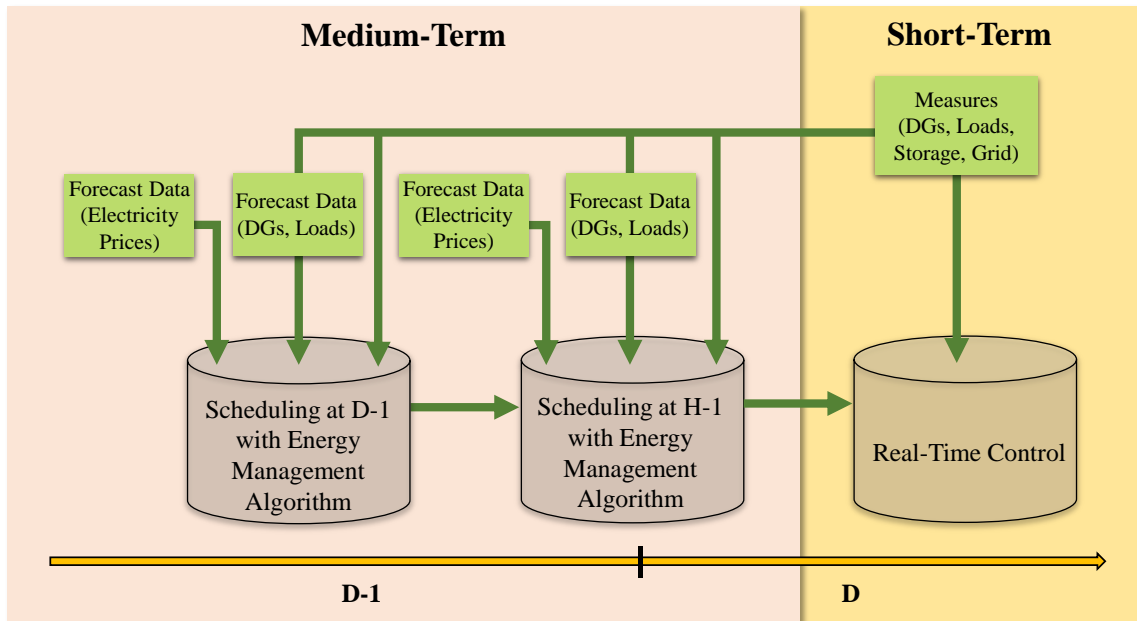 Medium-Term
Short-Term
Measures
(DGs, Loads,
Storage, Grid)
Forecast Data
(Electricity
Prices)
Forecast Data
(DGs, Loads)
Forecast Data
(Electricity
Prices)
Forecast Data
(DGs, Loads)
Scheduling at D-1
with Energy
Management
Algorithm
Scheduling at H-1
with Energy
Management
Algorithm
Real-Time Control
D-1
D